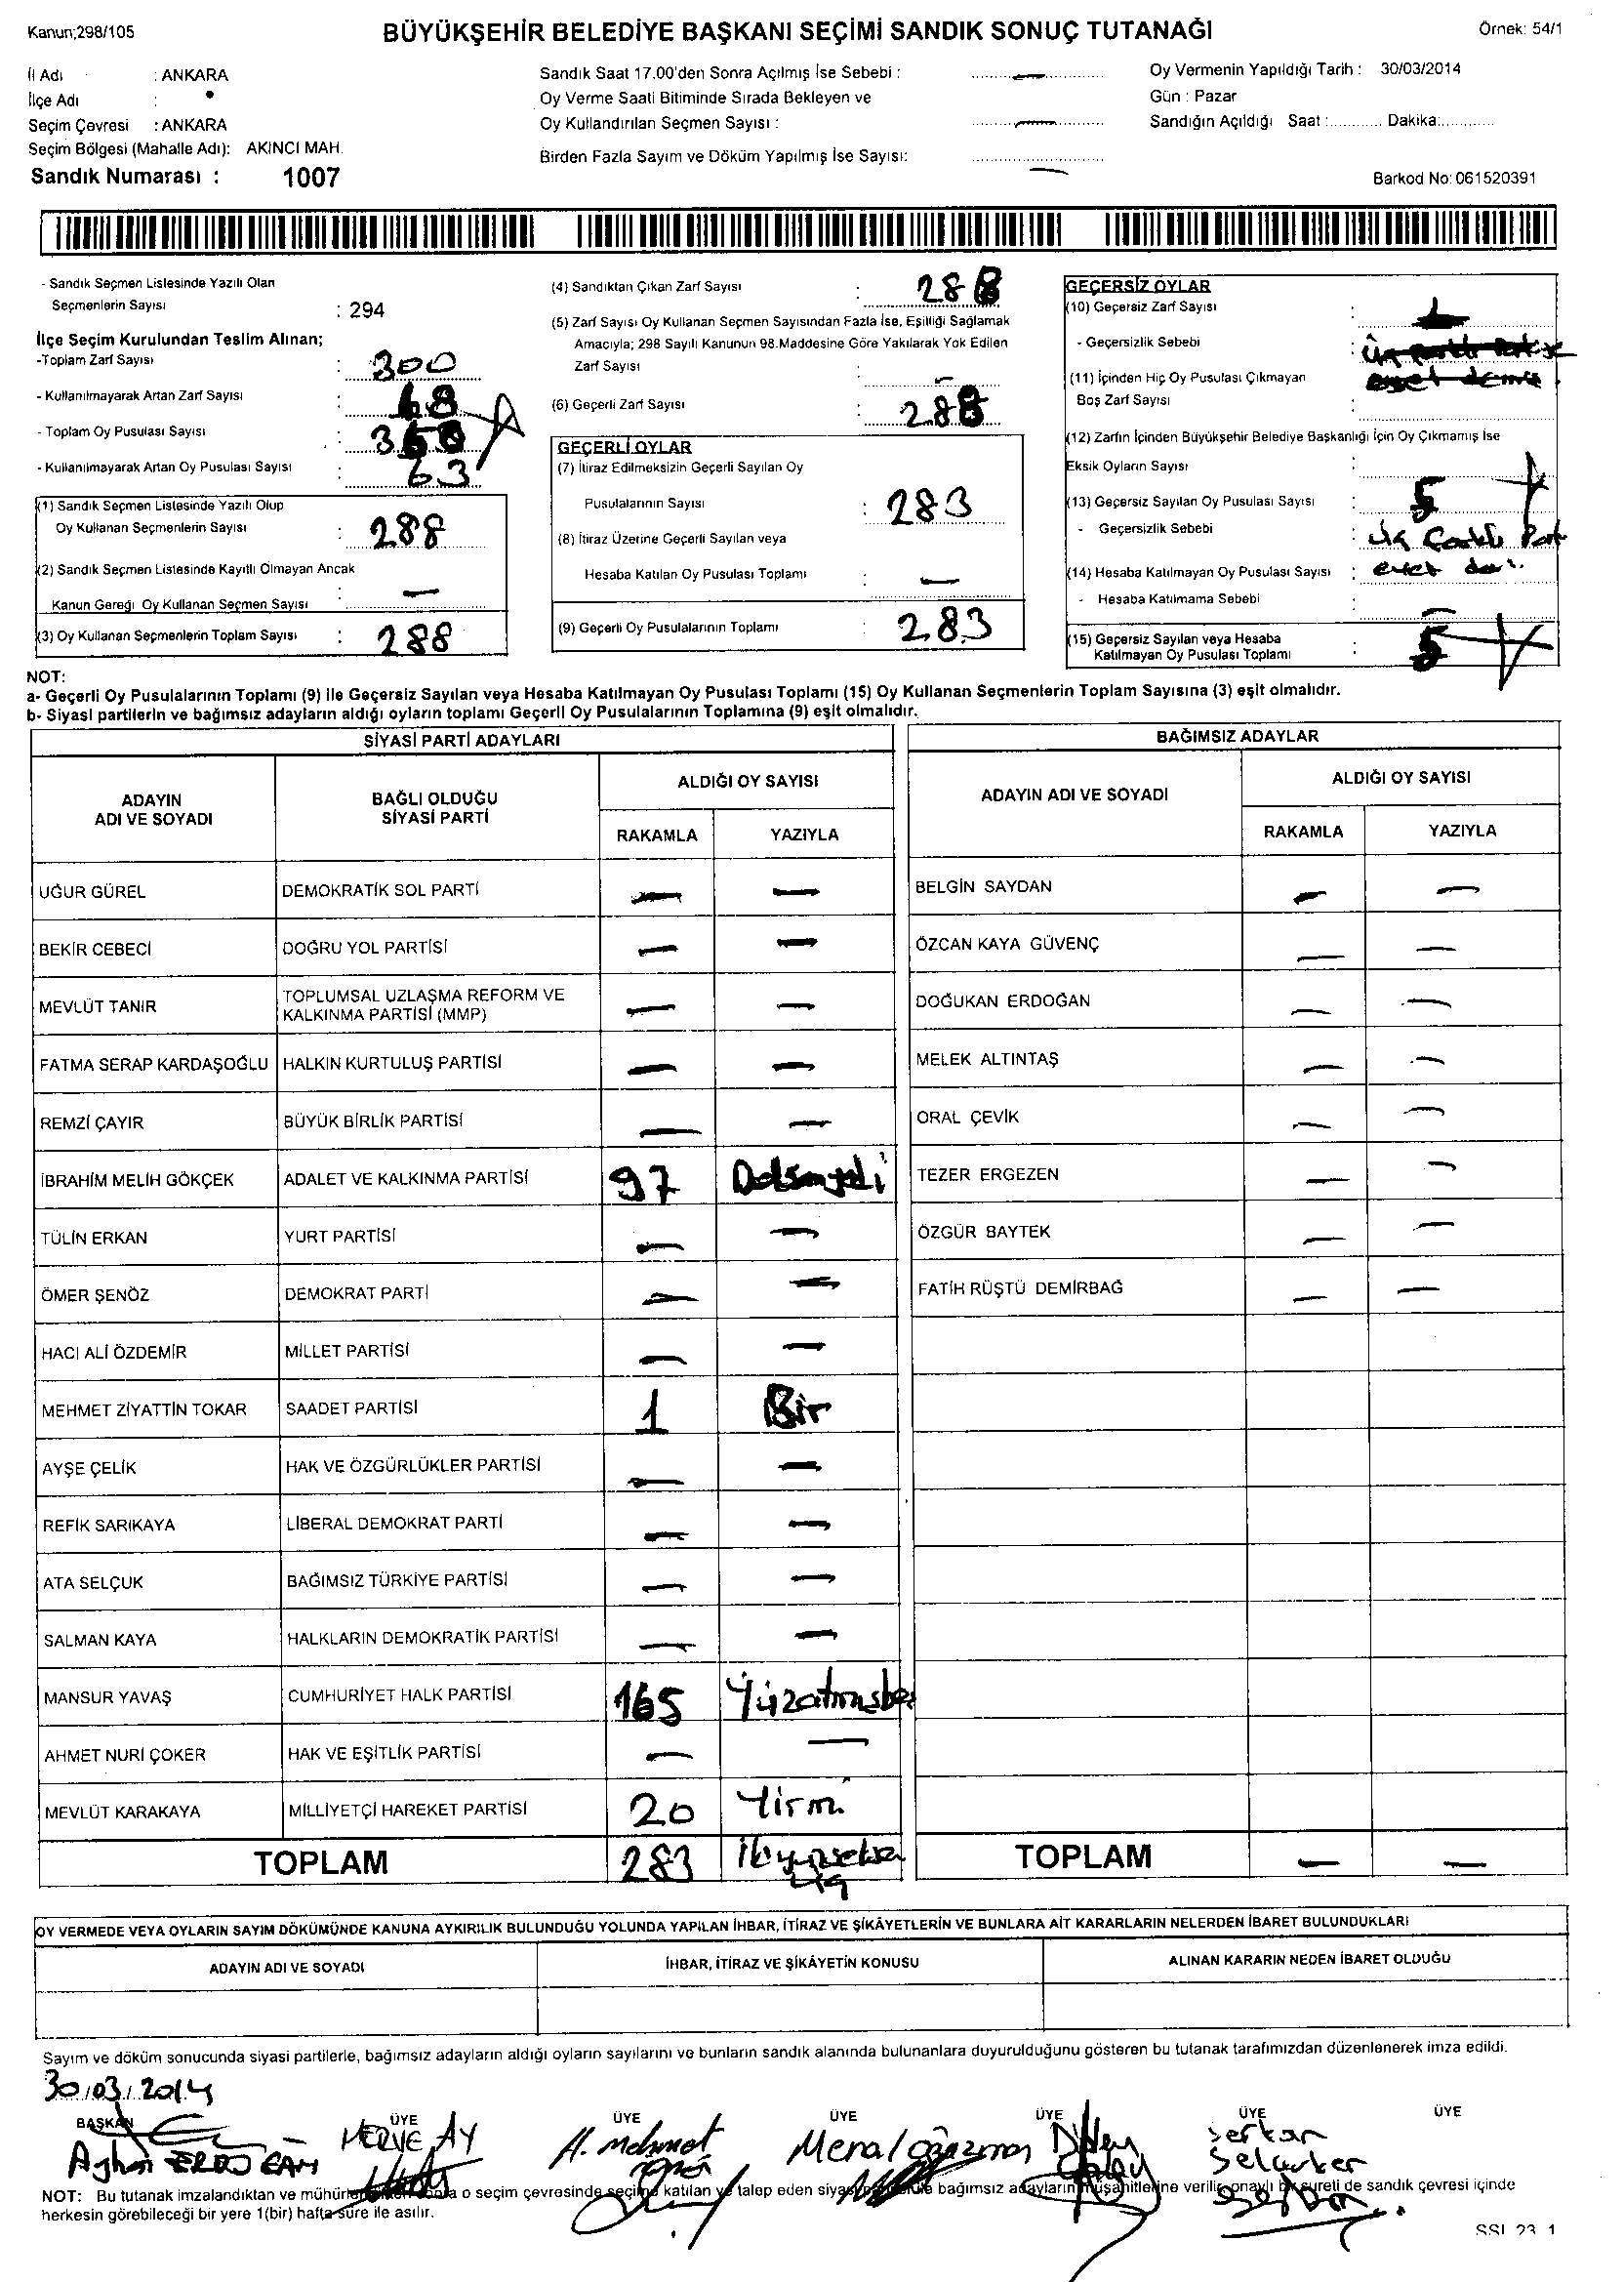 Kanun;298/105
BÜYÜKŞEHİR BELEDİYE BAŞKANI SEÇİMİ SANDIK SONUÇ TUTANAĞI
Örnek: 54/1
İl Adı : ANKARA
İlçe Adı :
Seçim Çevresi : ANKARA
Seçim Bölgesi (Mahalle Adı): AKINCI MAH.
Sandık Numarası : 1007
Sandık Saat 17.00'den Sonra Açılmış İse Sebebi : —
Oy Verme Saati Bitiminde Sırada Bekleyen ve
Oy Kullandırılan Seçmen Sayısı : —
Birden Fazla Sayım ve Döküm Yapılmış İse Sayısı: —
Oy Vermenin Yapıldığı Tarih : 30/03/2014
Gün : Pazar
Sandığın Açıldığı Saat :............ Dakika:............
Barkod No: 061520391
- Sandık Seçmen Listesinde Yazılı Olan
Seçmenlerin Sayısı : 294
İlçe Seçim Kurulundan Teslim Alınan;
-Toplam Zarf Sayısı : 300
- Kullanılmayarak Artan Zarf Sayısı :
- Toplam Oy Pusulası Sayısı :
- Kullanılmayarak Artan Oy Pusulası Sayısı : 63
(1) Sandık Seçmen Listesinde Yazılı Olup
Oy Kullanan Seçmenlerin Sayısı : 288
(2) Sandık Seçmen Listesinde Kayıtlı Olmayan Ancak
Kanun Gereği Oy Kullanan Seçmen Sayısı : —
(3) Oy Kullanan Seçmenlerin Toplam Sayısı : 288
(4) Sandıktan Çıkan Zarf Sayısı : 288
(5) Zarf Sayısı Oy Kullanan Seçmen Sayısından Fazla İse, Eşitliği Sağlamak
Amacıyla; 298 Sayılı Kanunun 98.Maddesine Göre Yakılarak Yok Edilen
Zarf Sayısı : —
(6) Geçerli Zarf Sayısı : 288
GEÇERLİ OYLAR
(7) İtiraz Edilmeksizin Geçerli Sayılan Oy
Pusulalarının Sayısı : 283
(8) İtiraz Üzerine Geçerli Sayılan veya
Hesaba Katılan Oy Pusulası Toplamı : —
(9) Geçerli Oy Pusulalarının Toplamı : 283
GEÇERSİZ OYLAR
(10) Geçersiz Zarf Sayısı :
- Geçersizlik Sebebi :
(11) İçinden Hiç Oy Pusulası Çıkmayan
Boş Zarf Sayısı :
(12) Zarfın İçinden Büyükşehir Belediye Başkanlığı İçin Oy Çıkmamış İse
Eksik Oyların Sayısı :
(13) Geçersiz Sayılan Oy Pusulası Sayısı : 5
- Geçersizlik Sebebi :
(14) Hesaba Katılmayan Oy Pusulası Sayısı :
- Hesaba Katılmama Sebebi : —
(15) Geçersiz Sayılan veya Hesaba
Katılmayan Oy Pusulası Toplamı : 5
NOT:
a- Geçerli Oy Pusulalarının Toplamı (9) ile Geçersiz Sayılan veya Hesaba Katılmayan Oy Pusulası Toplamı (15) Oy Kullanan Seçmenlerin Toplam Sayısına (3) eşit olmalıdır.
b- Siyasi partilerin ve bağımsız adayların aldığı oyların toplamı Geçerli Oy Pusulalarının Toplamına (9) eşit olmalıdır.
SİYASİ PARTİ ADAYLARI
ADAYIN ADI VE SOYADI BAĞLI OLDUĞU SİYASİ PARTİ ALDIĞI OY SAYISI
RAKAMLA YAZIYLA
UĞUR GÜREL DEMOKRATİK SOL PARTİ — —
BEKİR CEBECİ DOĞRU YOL PARTİSİ — —
MEVLÜT TANIR TOPLUMSAL UZLAŞMA REFORM VE KALKINMA PARTİSİ (MMP) — —
FATMA SERAP KARDAŞOĞLU HALKIN KURTULUŞ PARTİSİ — —
REMZİ ÇAYIR BÜYÜK BİRLİK PARTİSİ — —
İBRAHİM MELİH GÖKÇEK ADALET VE KALKINMA PARTİSİ 97
TÜLİN ERKAN YURT PARTİSİ — —
ÖMER ŞENÖZ DEMOKRAT PARTİ — —
HACI ALİ ÖZDEMİR MİLLET PARTİSİ — —
MEHMET ZİYATTİN TOKAR SAADET PARTİSİ 1 Bir
AYŞE ÇELİK HAK VE ÖZGÜRLÜKLER PARTİSİ — —
REFİK SARIKAYA LİBERAL DEMOKRAT PARTİ — —
ATA SELÇUK BAĞIMSIZ TÜRKİYE PARTİSİ — —
SALMAN KAYA HALKLARIN DEMOKRATİK PARTİSİ — —
MANSUR YAVAŞ CUMHURİYET HALK PARTİSİ 165 Yüzatmışbe
AHMET NURİ ÇOKER HAK VE EŞİTLİK PARTİSİ — —
MEVLÜT KARAKAYA MİLLİYETÇİ HAREKET PARTİSİ 20 Yirmi
TOPLAM 283
BAĞIMSIZ ADAYLAR
ADAYIN ADI VE SOYADI ALDIĞI OY SAYISI
RAKAMLA YAZIYLA
BELGİN SAYDAN — —
ÖZCAN KAYA GÜVENÇ — —
DOĞUKAN ERDOĞAN — —
MELEK ALTINTAŞ — —
ORAL ÇEVİK — —
TEZER ERGEZEN — —
ÖZGÜR BAYTEK — —
FATİH RÜŞTÜ DEMİRBAĞ — —
TOPLAM — —
OY VERMEDE VEYA OYLARIN SAYIM DÖKÜMÜNDE KANUNA AYKIRILIK BULUNDUĞU YOLUNDA YAPILAN İHBAR, İTİRAZ VE ŞİKÂYETLERİN VE BUNLARA AİT KARARLARIN NELERDEN İBARET BULUNDUKLARI
ADAYIN ADI VE SOYADI İHBAR, İTİRAZ VE ŞİKÂYETİN KONUSU ALINAN KARARIN NEDEN İBARET OLDUĞU
Sayım ve döküm sonucunda siyasi partilerle, bağımsız adayların aldığı oyların sayılarını ve bunların sandık alanında bulunanlara duyurulduğunu gösteren bu tutanak tarafımızdan düzenlenerek imza edildi.
30.03.2014
BAŞKAN ÜYE ÜYE ÜYE ÜYE ÜYE ÜYE
MERVE AY
Serkan
NOT: Bu tutanak imzalandıktan ve mühürlendikten sonra o seçim çevresinde seçime katılan ve talep eden siyasi partilerle bağımsız adayların müşahitlerine verilir, onaylı bir sureti de sandık çevresi içinde
herkesin görebileceği bir yere 1(bir) hafta süre ile asılır.